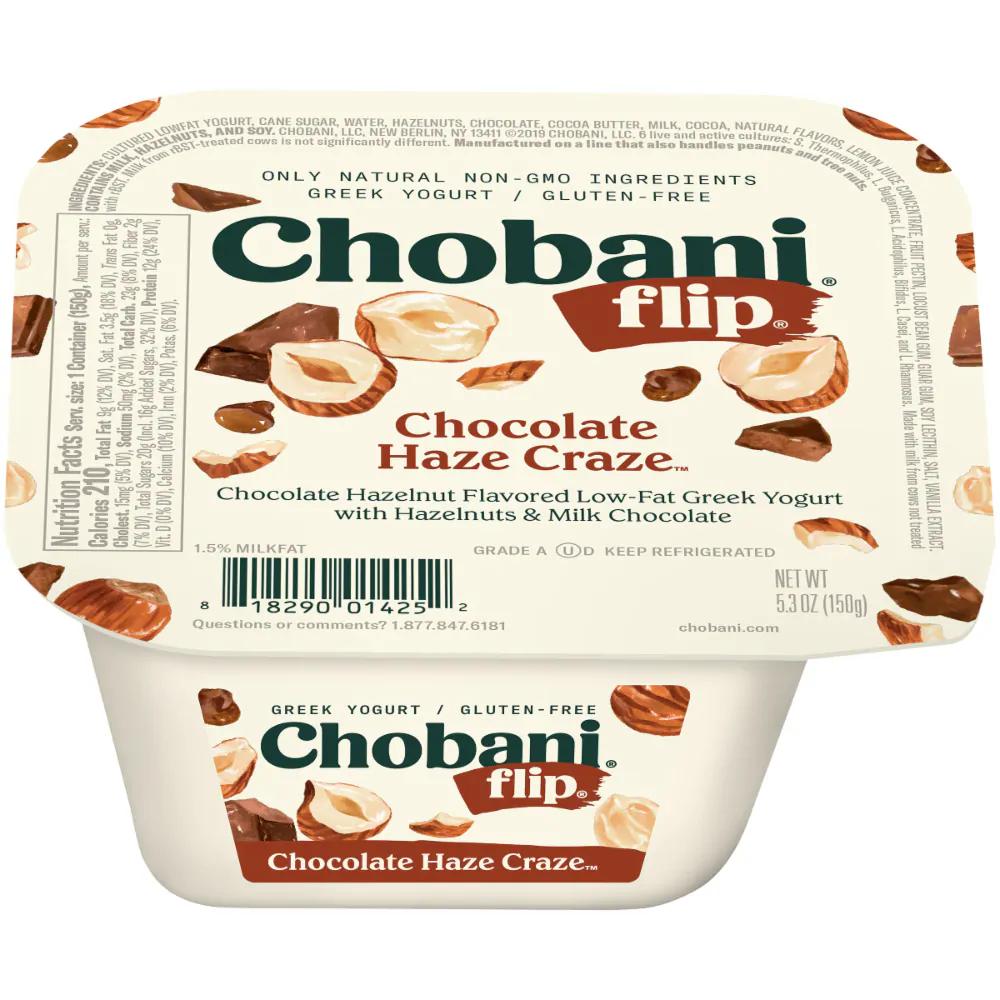 INGREDIENTS: CULTURED LOWFAT YOGURT, CANE SUGAR, WATER, HAZELNUTS, CHOCOLATE, COCOA BUTTER, MILK, COCOA, NATURAL FLAVORS, LEMON JUICE CONCENTRATE, FRUIT PECTIN, LOCUST BEAN GUM, GUAR GUM, SOY LECITHIN, SALT, VANILLA EXTRACT.
CONTAINS MILK, HAZELNUTS, AND SOY. CHOBANI, LLC, NEW BERLIN, NY 13411 ©2019 CHOBANI, LLC. 6 live and active cultures: S. Thermophilus, L. Bulgaricus, L. Acidophilus, Bifidus, L. Casei, and L. Rhamnosus. Made with milk from cows not treated
with rBST. Milk from rBST-treated cows is not significantly different. Manufactured on a line that also handles peanuts and tree nuts.
ONLY NATURAL NON-GMO INGREDIENTS
GREEK YOGURT / GLUTEN-FREE
Chobani®
flip®
Nutrition Facts Serv. size: 1 Container (150g), Amount per serv.:
Calories 210, Total Fat 9g (12% DV), Sat. Fat 3.5g (18% DV), Trans Fat 0g,
Cholest. 15mg (5% DV), Sodium 50mg (2% DV), Total Carb. 23g (8% DV), Fiber 2g
(7% DV), Total Sugars 20g (Incl. 16g Added Sugars, 32% DV), Protein 12g (24% DV),
Vit. D (0% DV), Calcium (10% DV), Iron (2% DV), Potas. (6% DV).
Chocolate
Haze Craze™
Chocolate Hazelnut Flavored Low-Fat Greek Yogurt
with Hazelnuts & Milk Chocolate
1.5% MILKFAT
GRADE A ⓊD KEEP REFRIGERATED
8 18290 01425 2
NET WT
5.3 OZ (150g)
Questions or comments? 1.877.847.6181
chobani.com
GREEK YOGURT / GLUTEN-FREE
Chobani®
flip®
Chocolate Haze Craze™